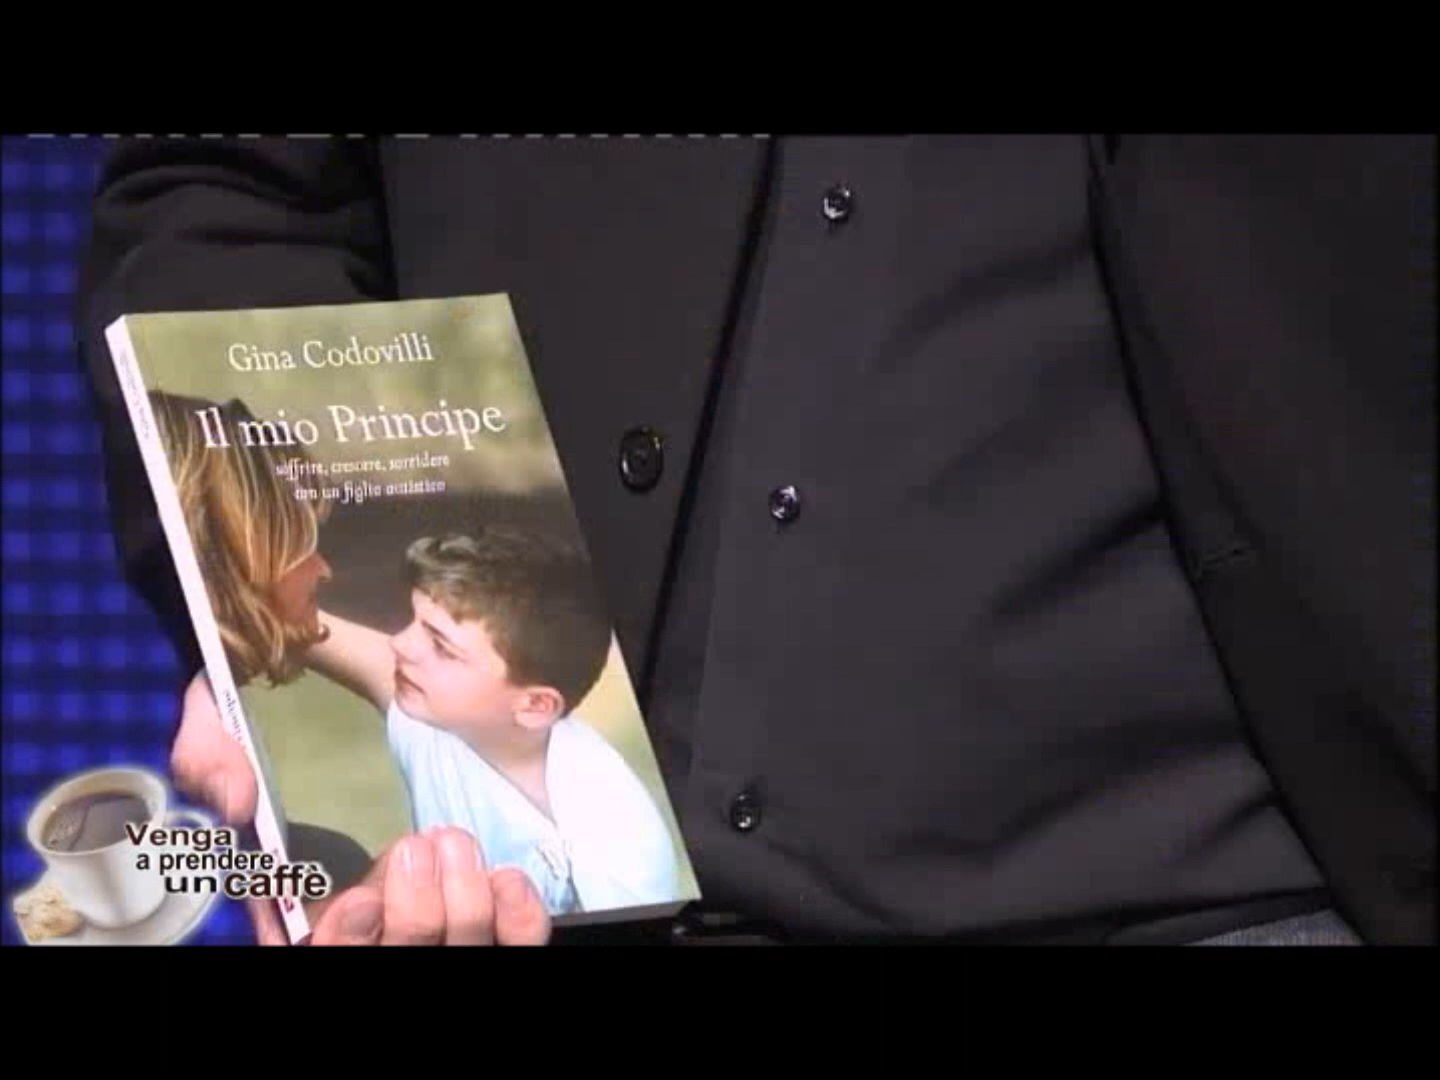 Gina Codovilli
Il mio Principe
soffrire, crescere, sorridere
con un figlio autistico
Venga
a prendere
un caffè